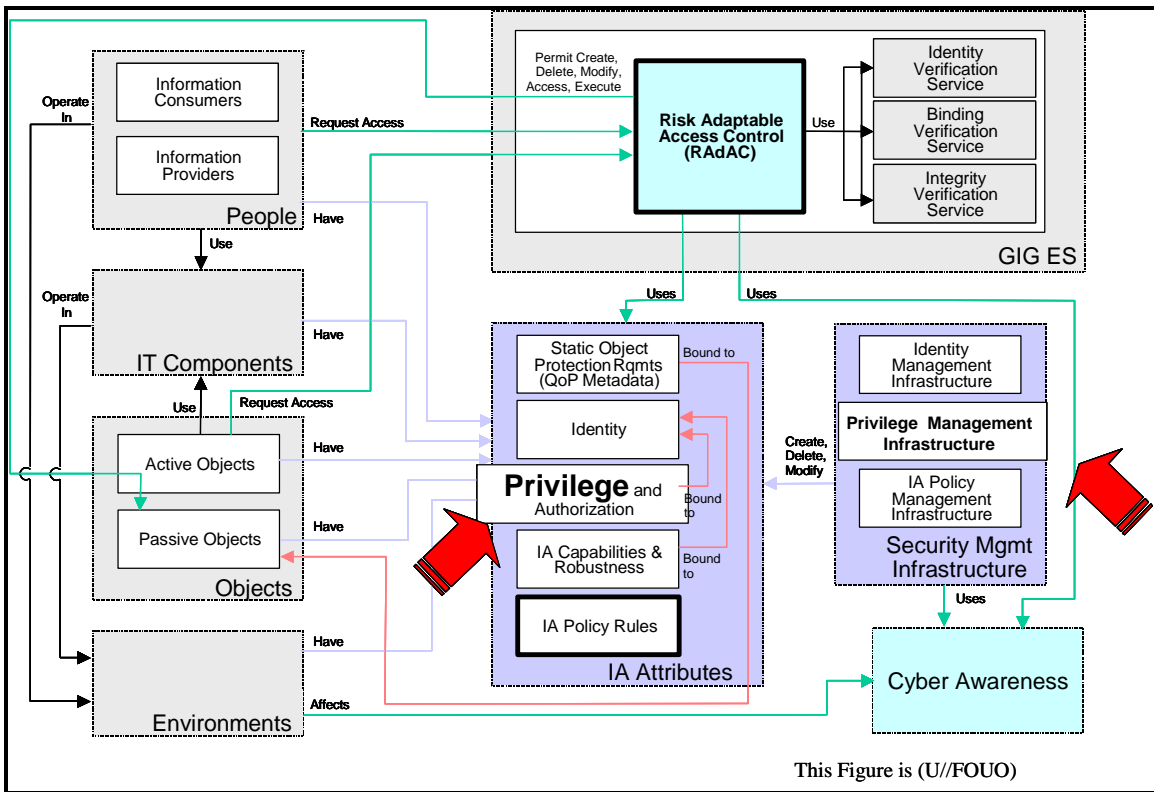 Permit Create,
Delete, Modify,
Access, Execute
Risk Adaptable
Access Control
(RAdAC)
Use
Identity
Verification
Service
Binding
Verification
Service
Integrity
Verification
Service
GIG ES
Information
Consumers
Information
Providers
People
Operate
In
Request Access
Have
Use
Operate
In
IT Components
Have
Use
Request Access
Active Objects
Have
Passive Objects
Have
Objects
Environments
Have
Affects
Uses
Uses
Static Object
Protection Rqmts
(QoP Metadata)
Bound to
Identity
Privilege and
Authorization
Bound
to
IA Capabilities &
Robustness
Bound
to
IA Policy Rules
IA Attributes
Create,
Delete,
Modify
Identity
Management
Infrastructure
Privilege Management
Infrastructure
IA Policy
Management
Infrastructure
Security Mgmt
Infrastructure
Uses
Cyber Awareness
This Figure is (U//FOUO)